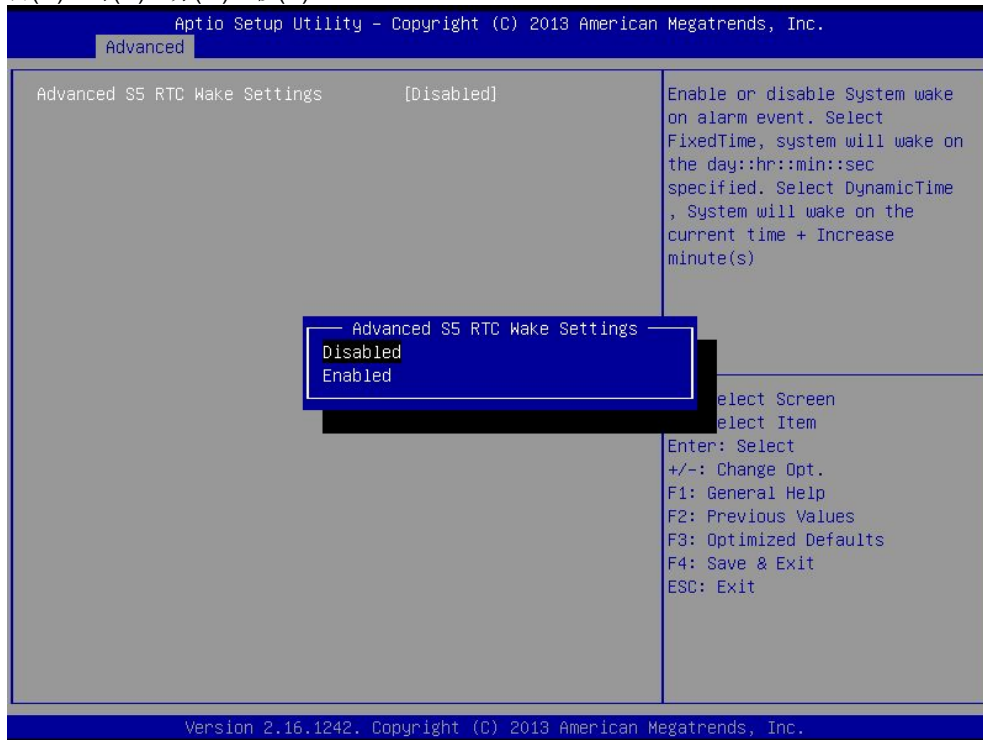 Aptio Setup Utility – Copyright (C) 2013 American Megatrends, Inc.
Advanced
Advanced S5 RTC Wake Settings [Disabled]
Enable or disable System wake
on alarm event. Select
FixedTime, system will wake on
the day::hr::min::sec
specified. Select DynamicTime
, System will wake on the
current time + Increase
minute(s)
Advanced S5 RTC Wake Settings
Disabled
Enabled
elect Screen
elect Item
Enter: Select
+/-: Change Opt.
F1: General Help
F2: Previous Values
F3: Optimized Defaults
F4: Save & Exit
ESC: Exit
Version 2.16.1242. Copyright (C) 2013 American Megatrends, Inc.